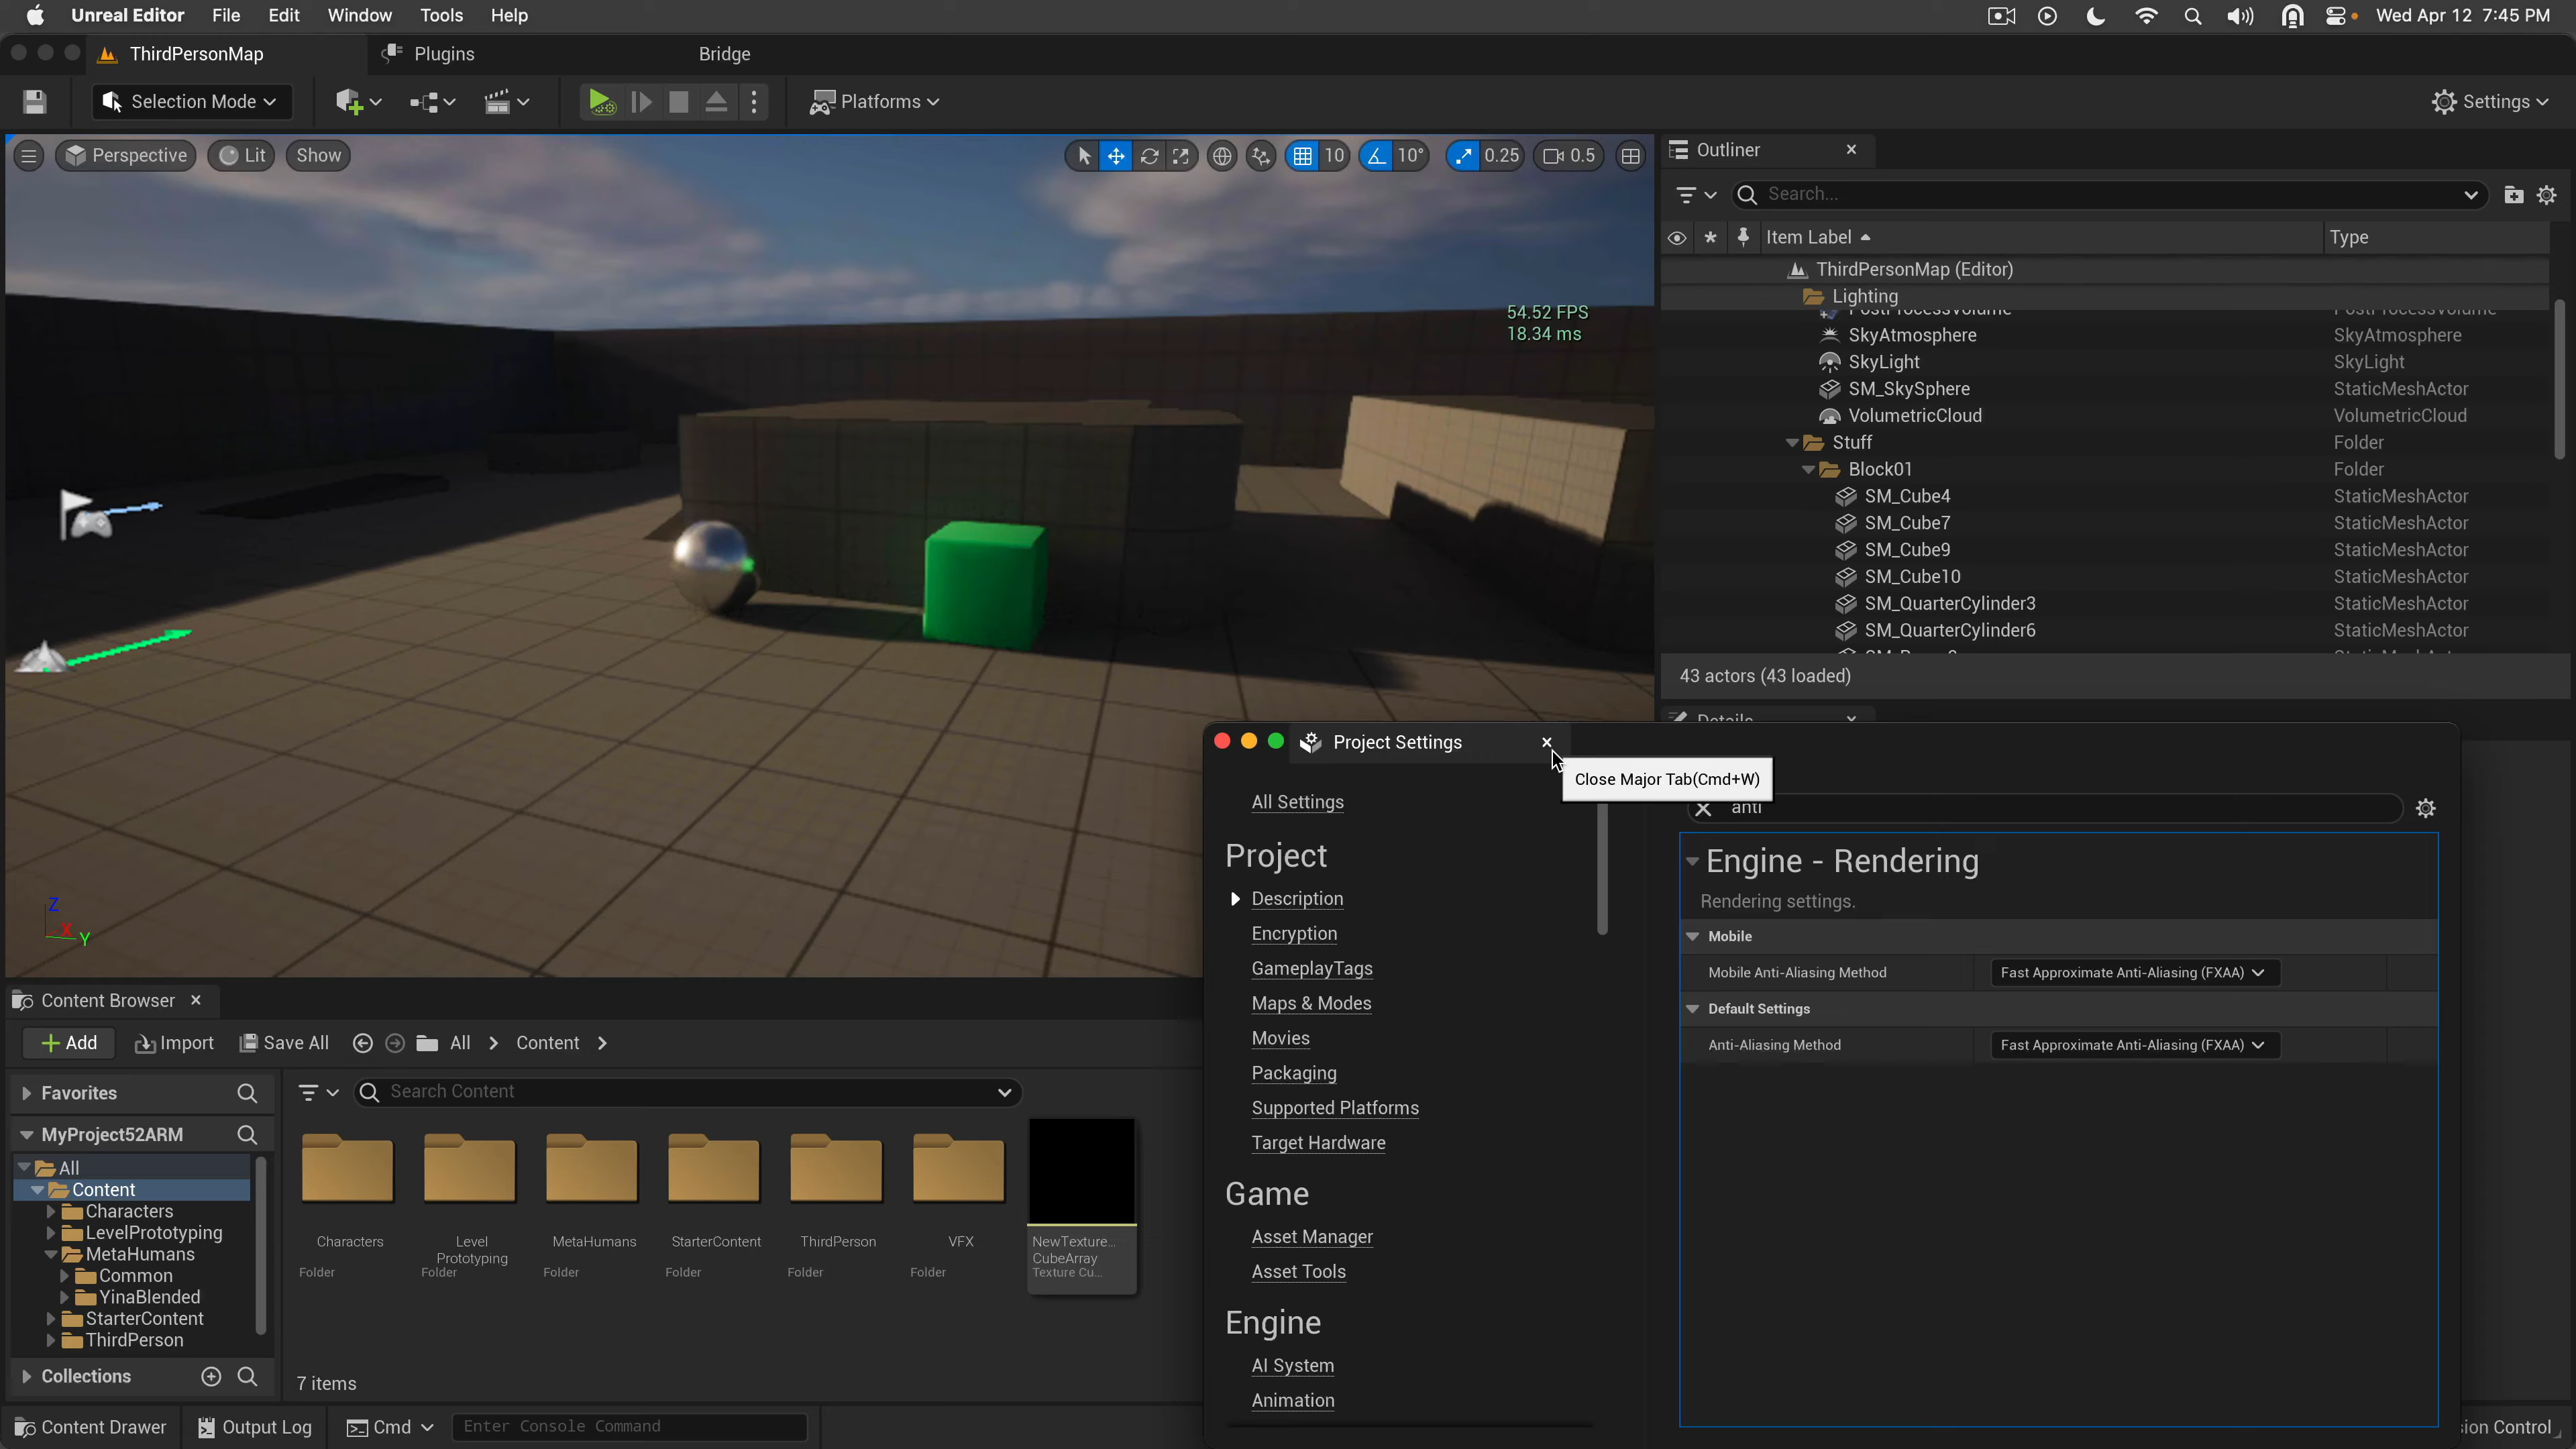 Unreal Editor File Edit Window Tools Help Wed Apr 12 7:45 PM
ThirdPersonMap Plugins Bridge
Selection Mode Platforms Settings
Perspective Lit Show 10 10° 0.25 0.5
54.52 FPS
18.34 ms
Outliner
Search...
Item Label Type
ThirdPersonMap (Editor)
Lighting
PostProcessVolume PostProcessVolume
SkyAtmosphere SkyAtmosphere
SkyLight SkyLight
SM_SkySphere StaticMeshActor
VolumetricCloud VolumetricCloud
Stuff Folder
Block01 Folder
SM_Cube4 StaticMeshActor
SM_Cube7 StaticMeshActor
SM_Cube9 StaticMeshActor
SM_Cube10 StaticMeshActor
SM_QuarterCylinder3 StaticMeshActor
SM_QuarterCylinder6 StaticMeshActor
43 actors (43 loaded)
Details
Project Settings
Close Major Tab(Cmd+W)
anti
All Settings
Project
Description
Encryption
GameplayTags
Maps & Modes
Movies
Packaging
Supported Platforms
Target Hardware
Game
Asset Manager
Asset Tools
Engine
AI System
Animation
Engine - Rendering
Rendering settings.
Mobile
Mobile Anti-Aliasing Method Fast Approximate Anti-Aliasing (FXAA)
Default Settings
Anti-Aliasing Method Fast Approximate Anti-Aliasing (FXAA)
Z
X
Y
Content Browser
Add Import Save All All Content
Favorites
MyProject52ARM
All
Content
Characters
LevelPrototyping
MetaHumans
Common
YinaBlended
StarterContent
ThirdPerson
Collections
Search Content
Characters
Folder
Level
Prototyping
Folder
MetaHumans
Folder
StarterContent
Folder
ThirdPerson
Folder
VFX
Folder
NewTexture...
CubeArray
Texture Cu...
7 items
Content Drawer Output Log Cmd Enter Console Command
sion Control